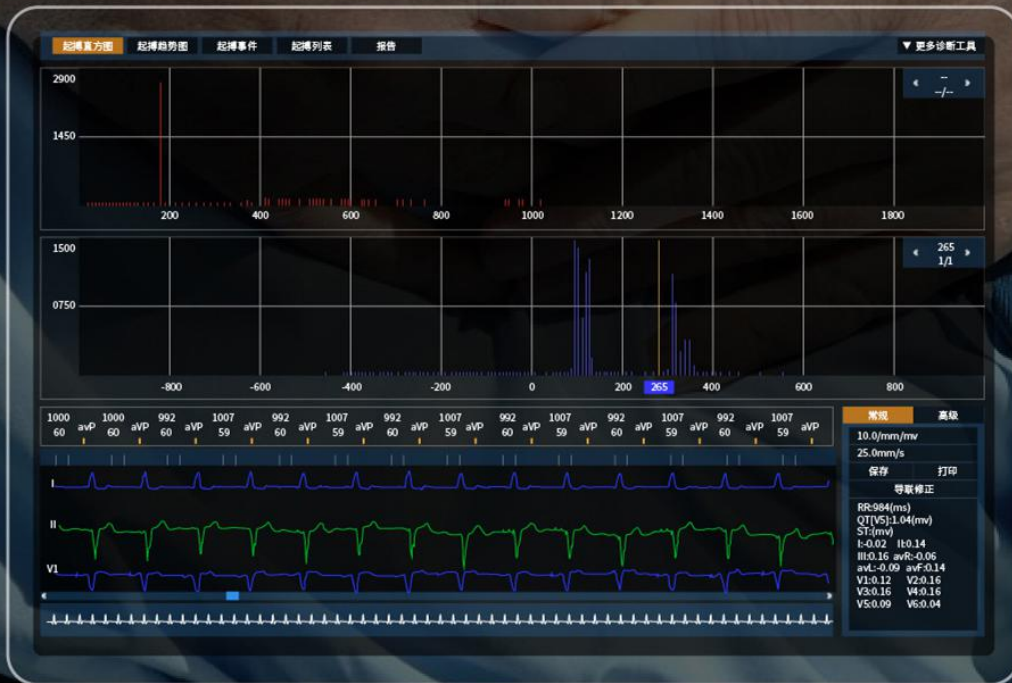 起搏直方图 起搏趋势图 起搏事件 起搏列表 报告 ▼ 更多诊断工具
2900
1450
--
--/--
200 400 600 800 1000 1200 1400 1600 1800
1500
0750
265
1/1
-800 -600 -400 -200 0 200 265 400 600 800
1000 1000 992 1007 992 1007 992 1007 992 1007 992 1007 992 1007
60 aVP 60 aVP 60 aVP 59 aVP 60 aVP 59 aVP 60 aVP 59 aVP 60 aVP 59 aVP 60 aVP 59 aVP 60 aVP 59 aVP
I
II
V1
常规 高级
10.0/mm/mv
25.0mm/s
保存 打印
导联修正
RR:984(ms)
QT[V5]:1.04(mv)
ST:(mv)
I:-0.02 II:0.14
III:0.16 avR:-0.06
avL:-0.09 avF:0.14
V1:0.12 V2:0.16
V3:0.16 V4:0.16
V5:0.09 V6:0.04